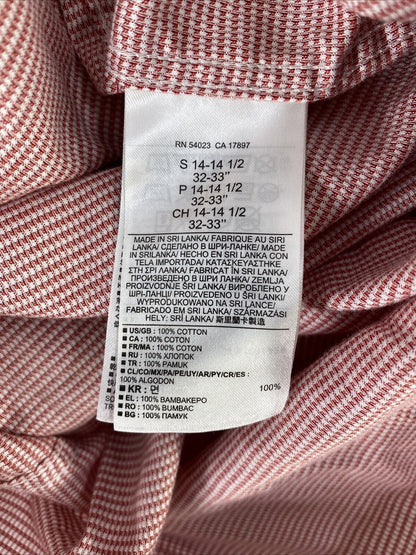 RN 54023 CA 17897
S 14-14 1/2
32-33"
P 14-14 1/2
32-33"
CH 14-14 1/2
32-33"
MADE IN SRI LANKA/ FABRIQUE AU SRI
LANKA/ СДЕЛАНО В ШРИ-ЛАНКЕ/ MADE
IN SRILANKA/ HECHO EN SRI LANKA CON
TELA IMPORTADA/ ΚΑΤΑΣΚΕΥΑΣΤΗΚΕ
ΣΤΗ ΣΡΙ ΛΑΝΚΑ/ FABRICAT ÎN SRI LANKA/
ПРОИЗВЕДЕНО В ШРИ ЛАНКА/ ZEMLJA
PROIZVODNJE SRI LANKA/ ВИРОБЛЕНО У
ШРІ-ЛАНЦІ/ PROIZVEDENO U ŠRI LANKI/
WYPRODUKOWANO NA SRI LANCE/
FABRICADO EM SRI LANKA/ SZÁRMAZÁSI
HELY: SRÍ LANKA/ 斯里蘭卡製造
■ US/GB : 100% COTTON
■ CA : 100% COTON
■ FR/MA : 100% COTON
■ RU : 100% ХЛОПОК
■ TR : 100% PAMUK
■ CL/CO/MX/PA/PE/UY/AR/PY/CR/ES :
100% ALGODON
■ KR : 면 100%
■ EL : 100% ΒΑΜΒΑΚΕΡΟ
■ RO : 100% BUMBAC
■ BG : 100% ПАМУК